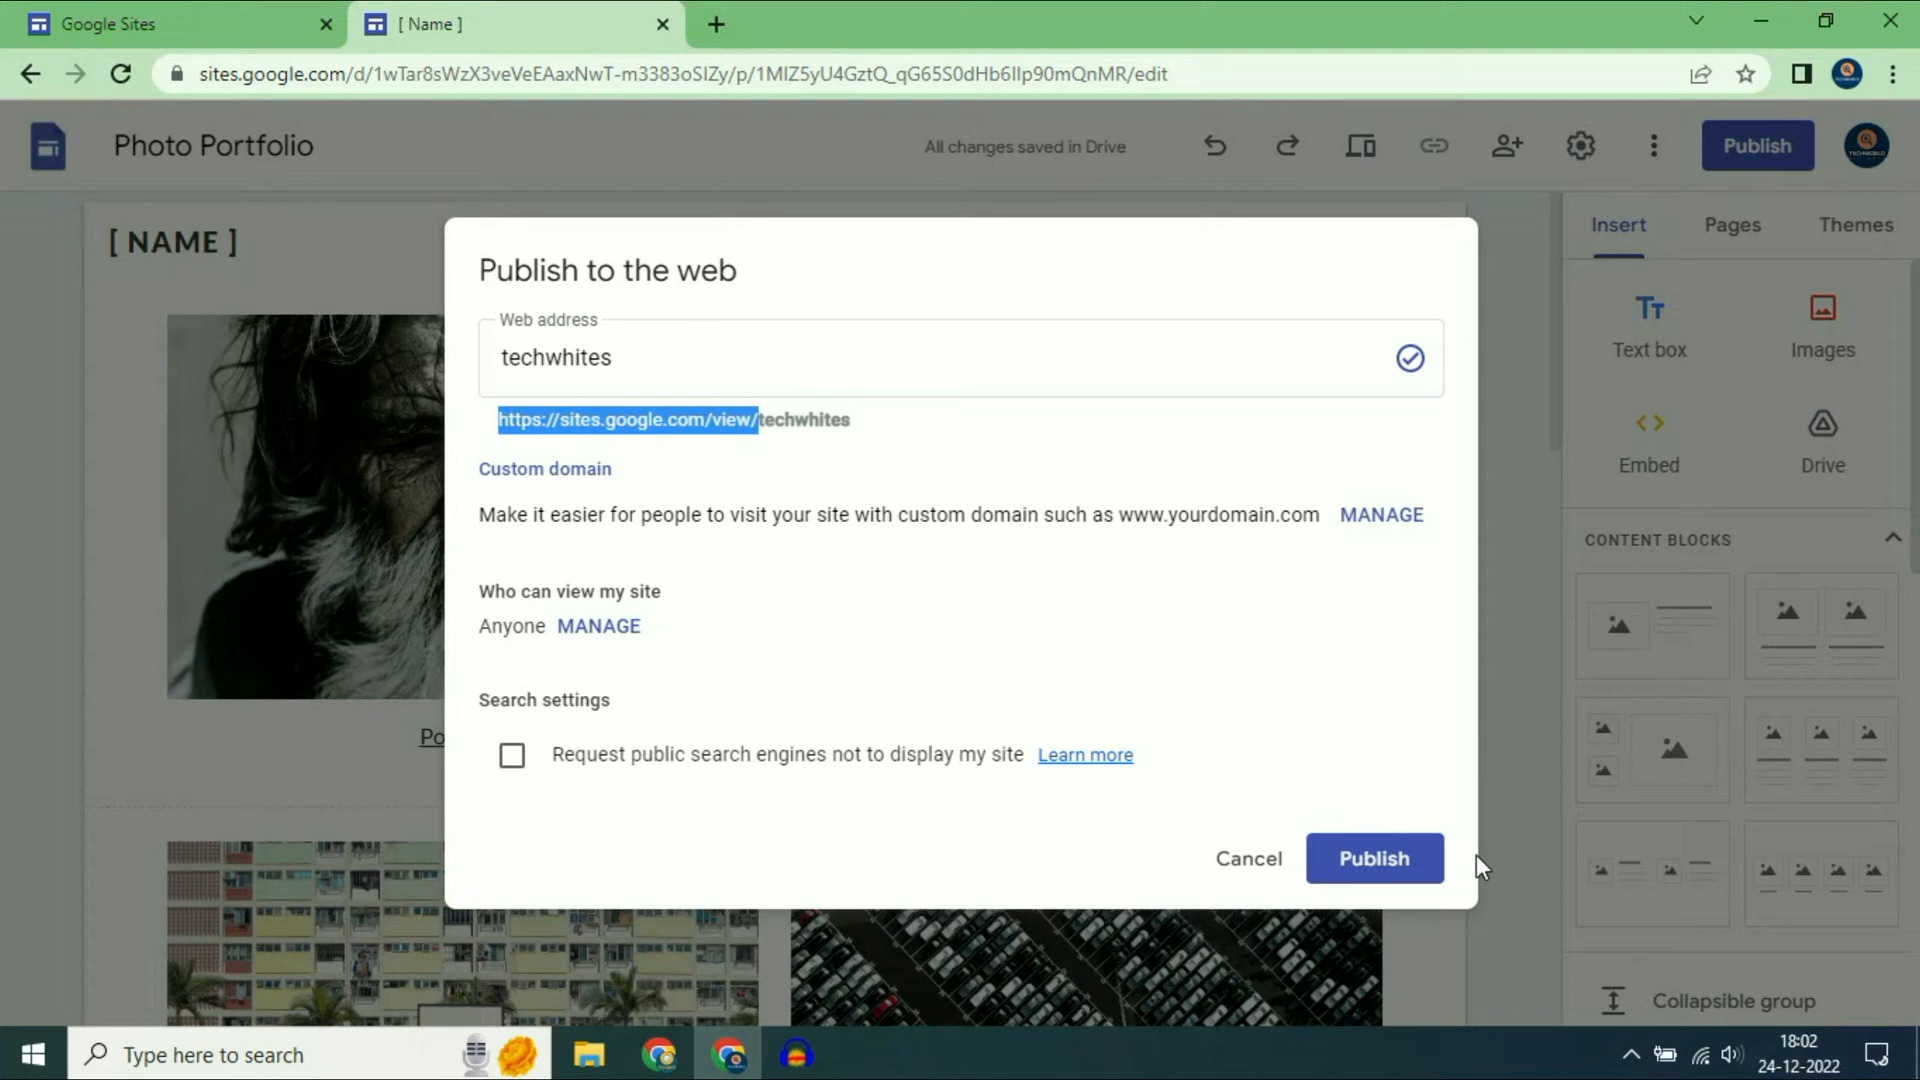 Google Sites
[ Name ]
sites.google.com/d/1wTar8sWzX3veVeEAaxNwT-m3383oSIZy/p/1MIZ5yU4GztQ_qG65S0dHb6IIp90mQnMR/edit
Photo Portfolio
All changes saved in Drive
Publish
[ NAME ]
Insert
Pages
Themes
Publish to the web
Web address
techwhites
https://sites.google.com/view/techwhites
Custom domain
Make it easier for people to visit your site with custom domain such as www.yourdomain.com MANAGE
Who can view my site
Anyone MANAGE
Search settings
Request public search engines not to display my site Learn more
Cancel
Publish
Po
Text box
Images
Embed
Drive
CONTENT BLOCKS
Collapsible group
Type here to search
18:02
24-12-2022